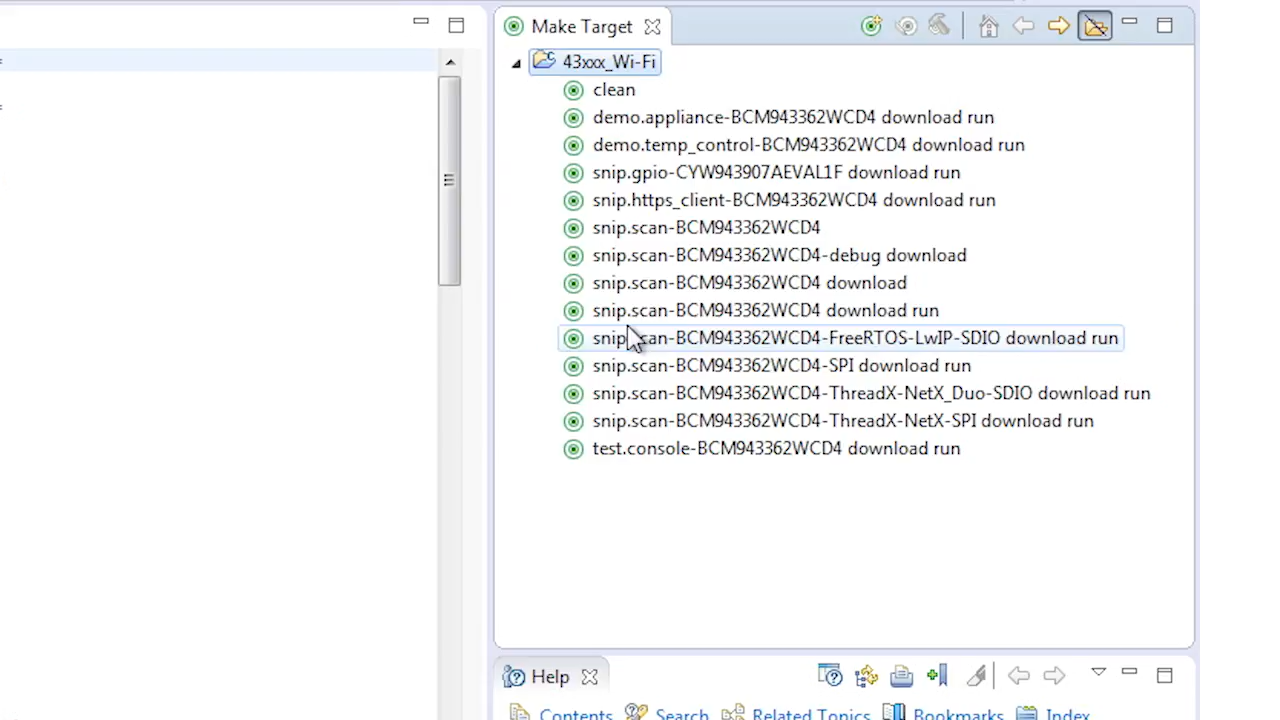 Make Target
43xxx_Wi-Fi
clean
demo.appliance-BCM943362WCD4 download run
demo.temp_control-BCM943362WCD4 download run
snip.gpio-CYW943907AEVAL1F download run
snip.https_client-BCM943362WCD4 download run
snip.scan-BCM943362WCD4
snip.scan-BCM943362WCD4-debug download
snip.scan-BCM943362WCD4 download
snip.scan-BCM943362WCD4 download run
snip.scan-BCM943362WCD4-FreeRTOS-LwIP-SDIO download run
snip.scan-BCM943362WCD4-SPI download run
snip.scan-BCM943362WCD4-ThreadX-NetX_Duo-SDIO download run
snip.scan-BCM943362WCD4-ThreadX-NetX-SPI download run
test.console-BCM943362WCD4 download run
Help
Contents Search Related Topics Bookmarks Index